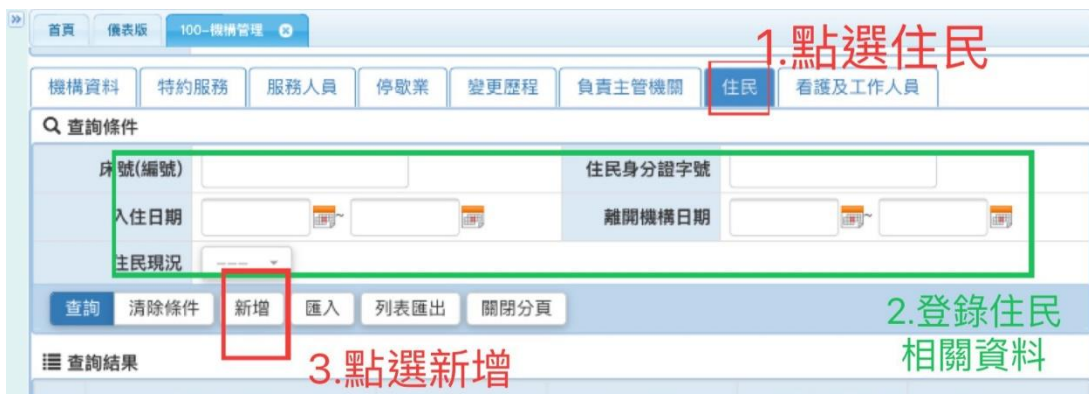 首頁 儀表版 100-機構管理
1.點選住民
機構資料 特約服務 服務人員 停歇業 變更歷程 負責主管機關 住民 看護及工作人員
查詢條件
床號(編號) 住民身分證字號
入住日期 ~ 離開機構日期 ~
住民現況 ---
查詢 清除條件 新增 匯入 列表匯出 關閉分頁
2.登錄住民
相關資料
查詢結果
3.點選新增